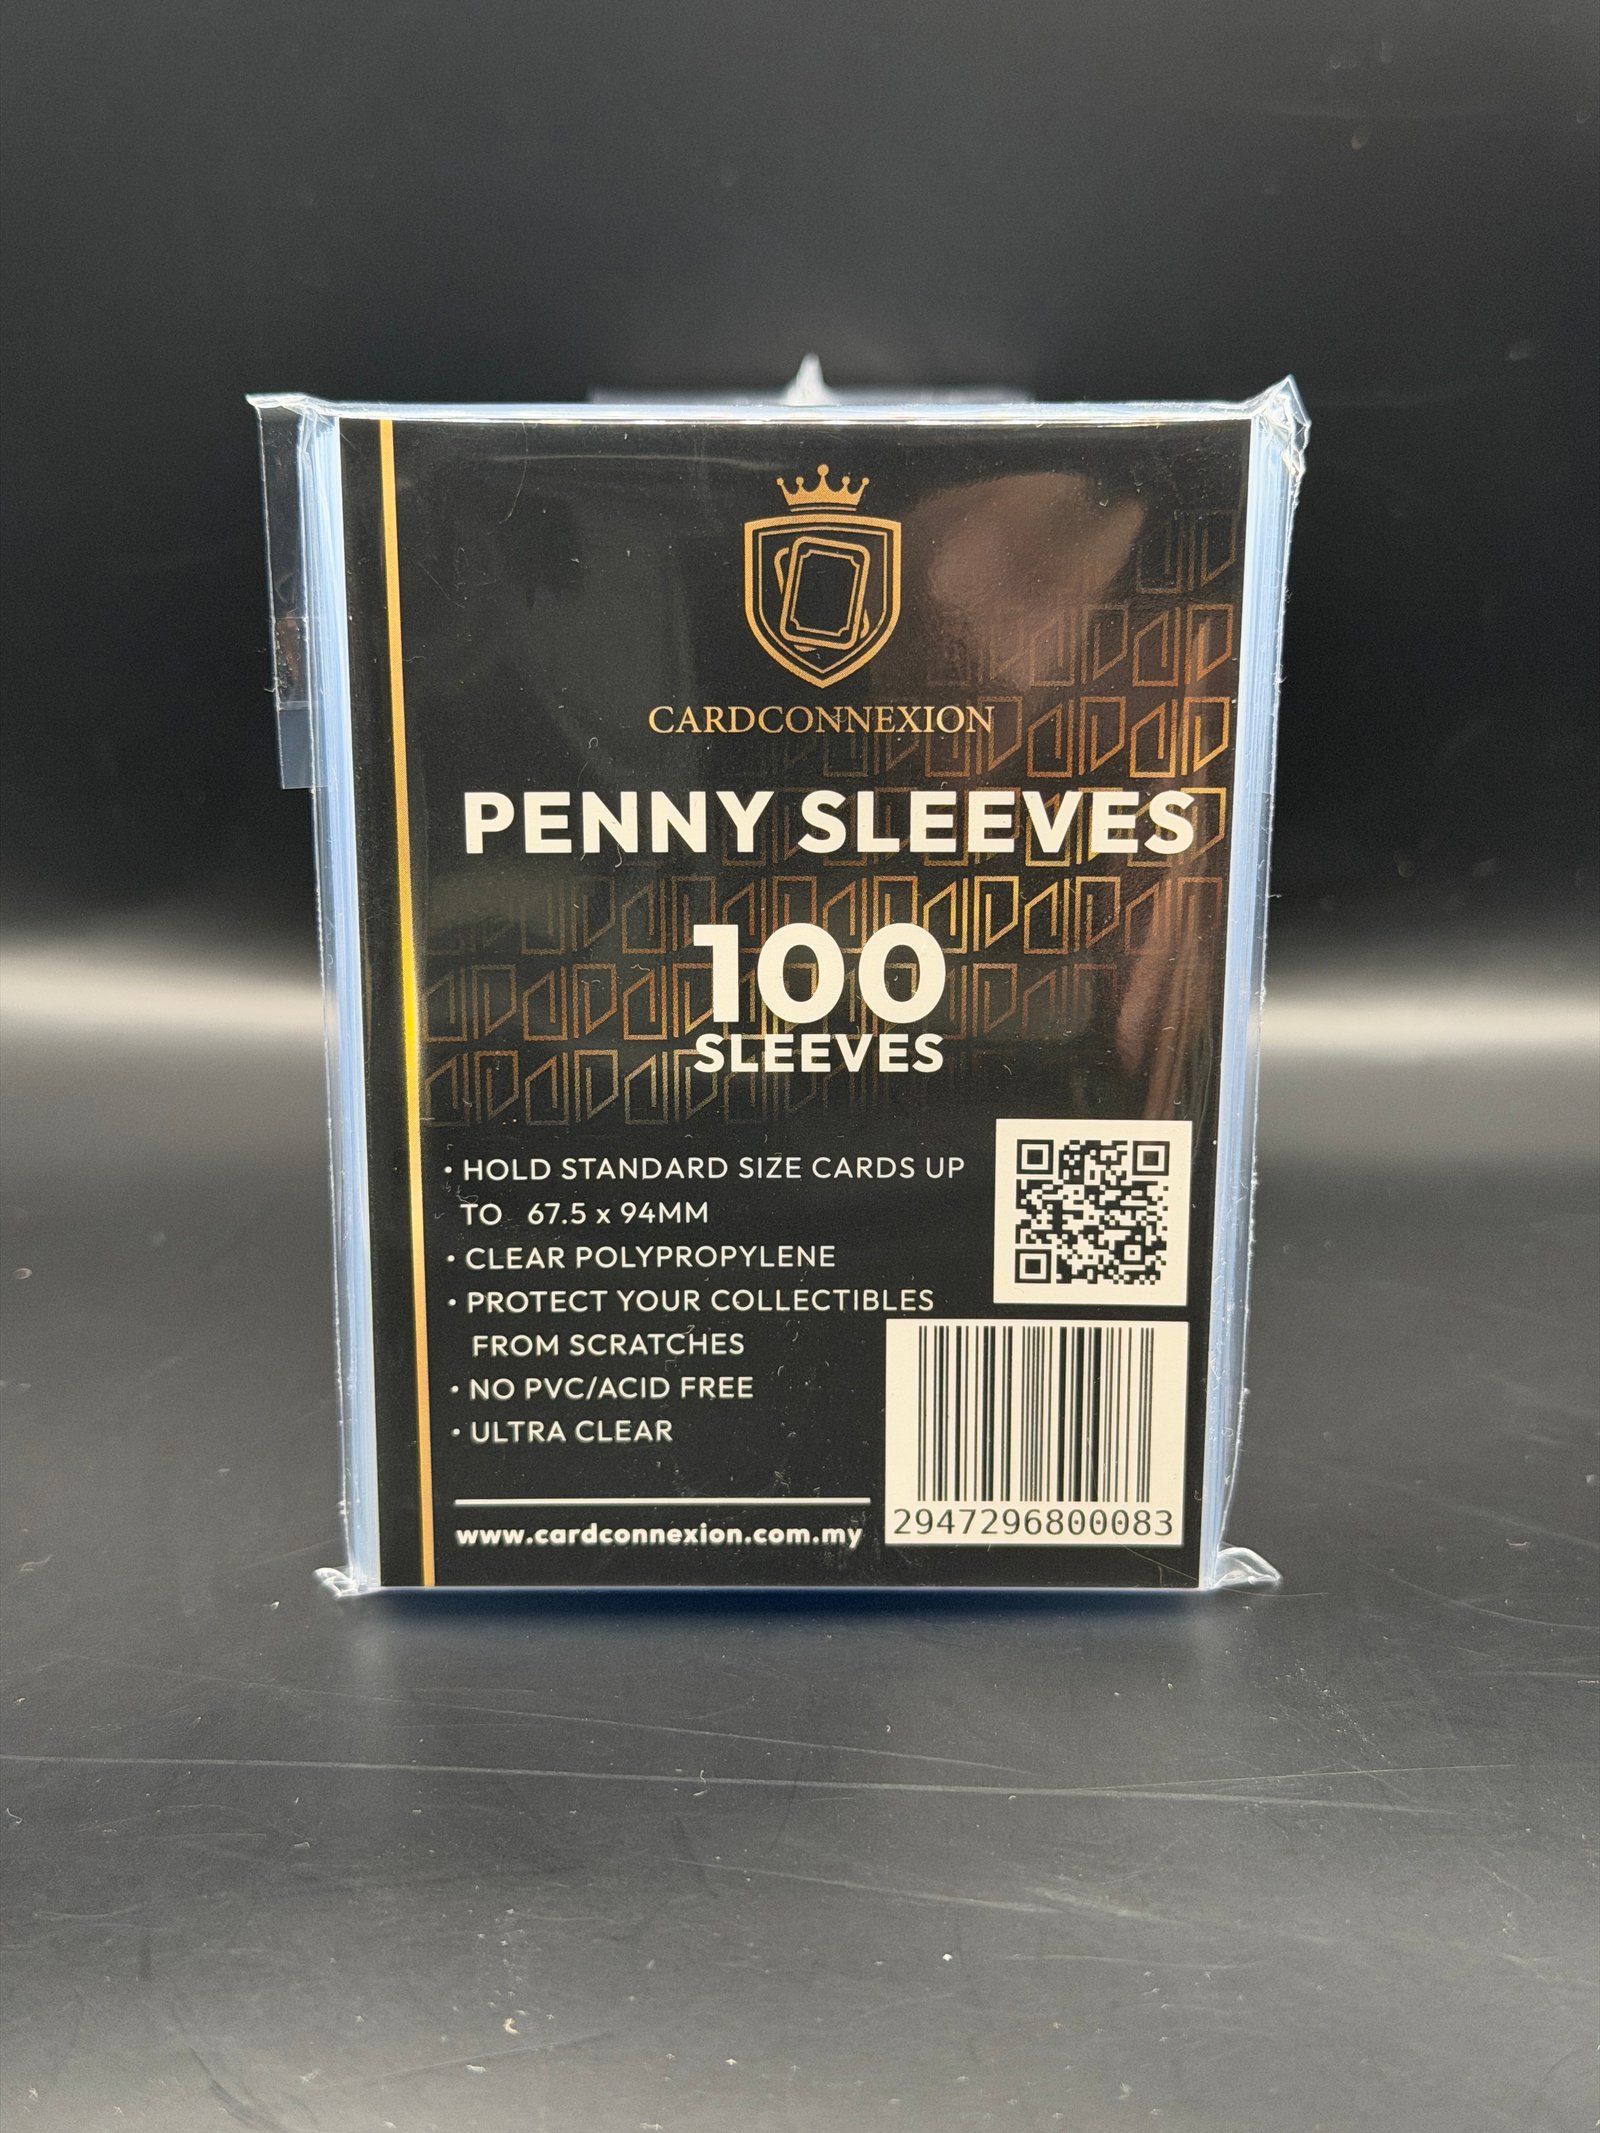 CARDCONNEXION
PENNY SLEEVES
100
SLEEVES
• HOLD STANDARD SIZE CARDS UP
TO 67.5 x 94MM
• CLEAR POLYPROPYLENE
• PROTECT YOUR COLLECTIBLES
FROM SCRATCHES
• NO PVC/ACID FREE
• ULTRA CLEAR
www.cardconnexion.com.my
2947296800083